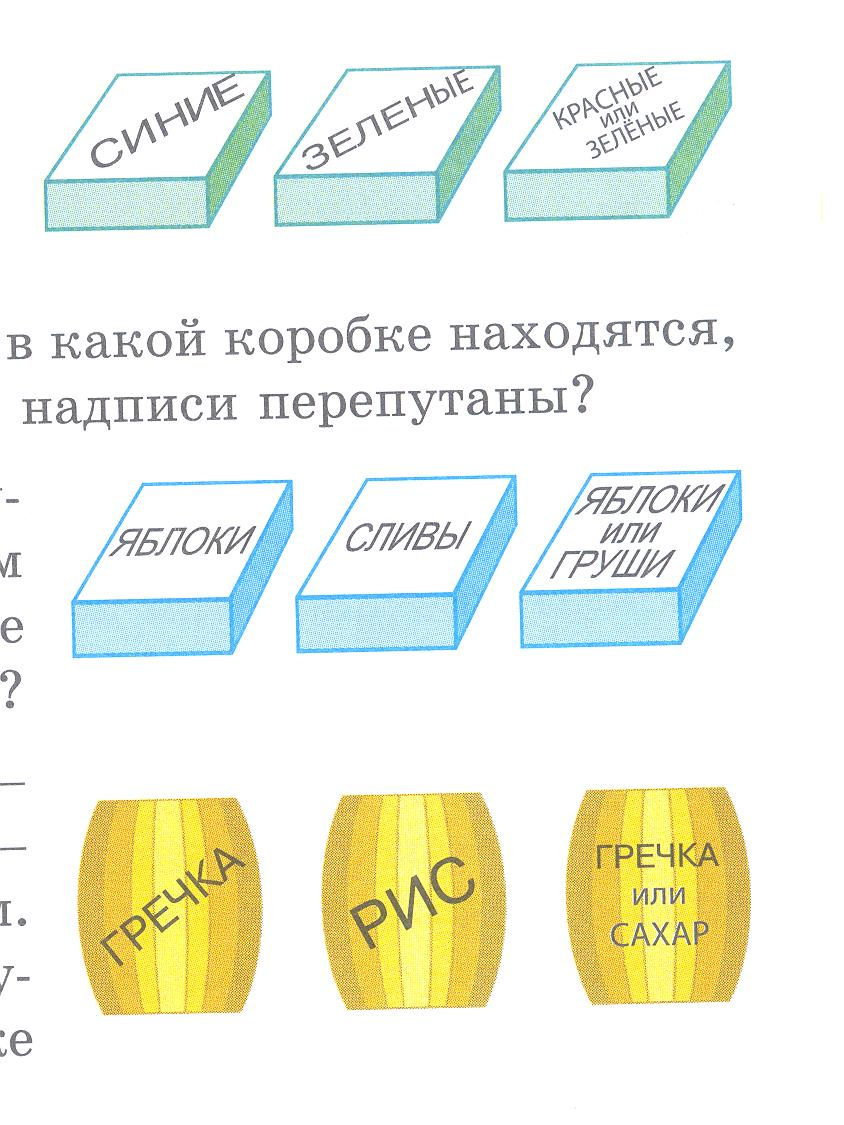 СИНИЕ
ЗЕЛЕНЫЕ
КРАСНЫЕ
или
ЗЕЛЁНЫЕ
в какой коробке находятся,
надписи перепутаны?
у-
м
е
?
ЯБЛОКИ
СЛИВЫ
ЯБЛОКИ
или
ГРУШИ
–
–
и.
у-
же
ГРЕЧКА
РИС
ГРЕЧКА
или
САХАР